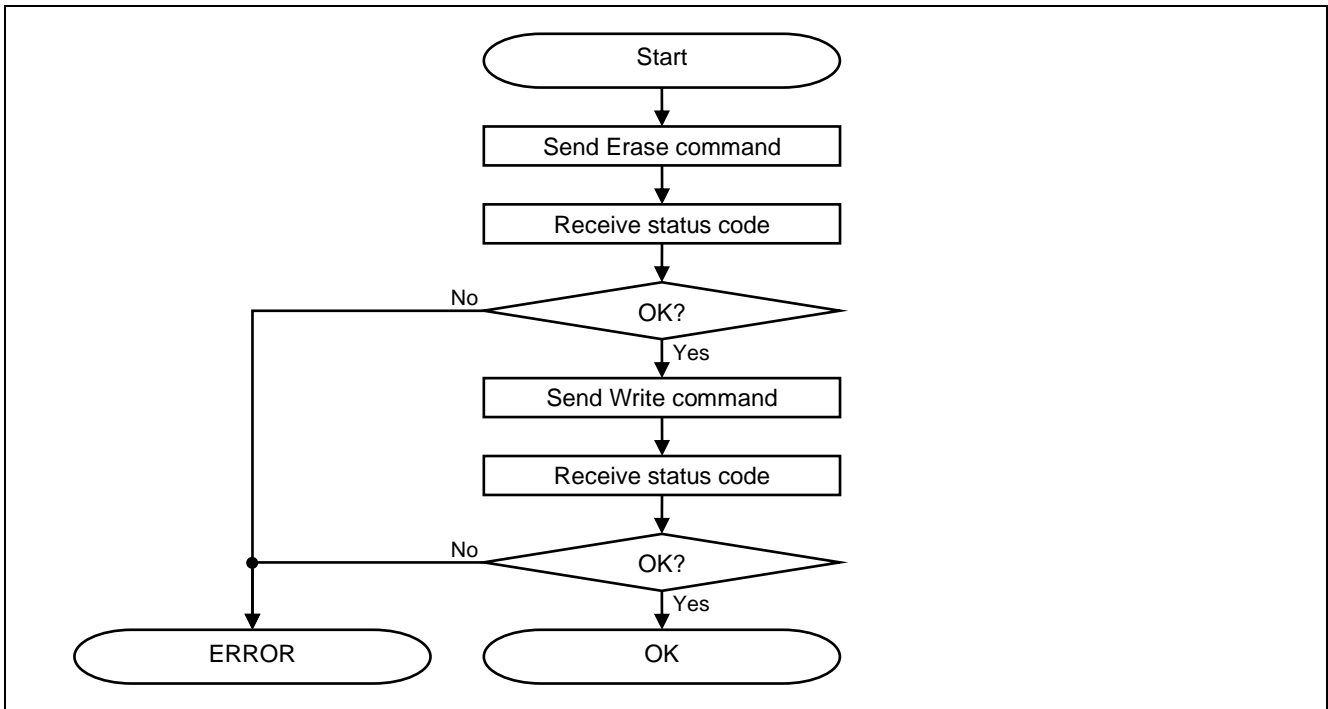 Start
Send Erase command
Receive status code
No
OK?
Yes
Send Write command
Receive status code
No
OK?
Yes
ERROR
OK